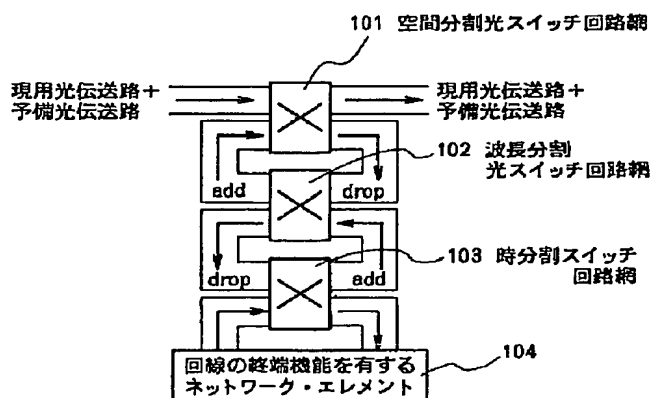 101 空間分割光スイッチ回路網
現用光伝送路＋
予備光伝送路
現用光伝送路＋
予備光伝送路
102 波長分割
光スイッチ回路網
add
drop
103 時分割スイッチ
回路網
drop
add
104
回線の終端機能を有する
ネットワーク・エレメント